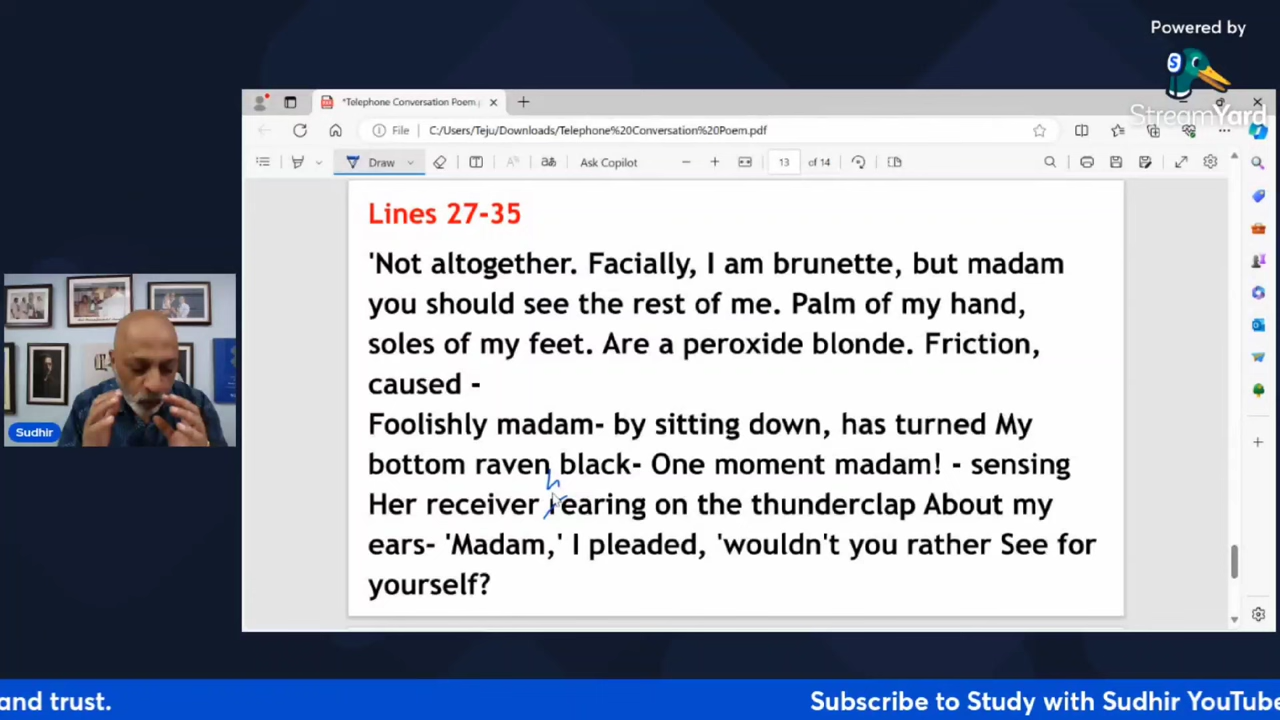 Powered by
StreamYard
*Telephone Conversation Poem.p
File
C:/Users/Teju/Downloads/Telephone%20Conversation%20Poem.pdf
Draw
Ask Copilot
13 of 14
Lines 27-35
'Not altogether. Facially, I am brunette, but madam
you should see the rest of me. Palm of my hand,
soles of my feet. Are a peroxide blonde. Friction,
caused -
Foolishly madam- by sitting down, has turned My
bottom raven black- One moment madam! - sensing
h
Her receiver rearing on the thunderclap About my
ears- 'Madam,' I pleaded, 'wouldn't you rather See for
yourself?
Sudhir
and trust.
Subscribe to Study with Sudhir YouTube